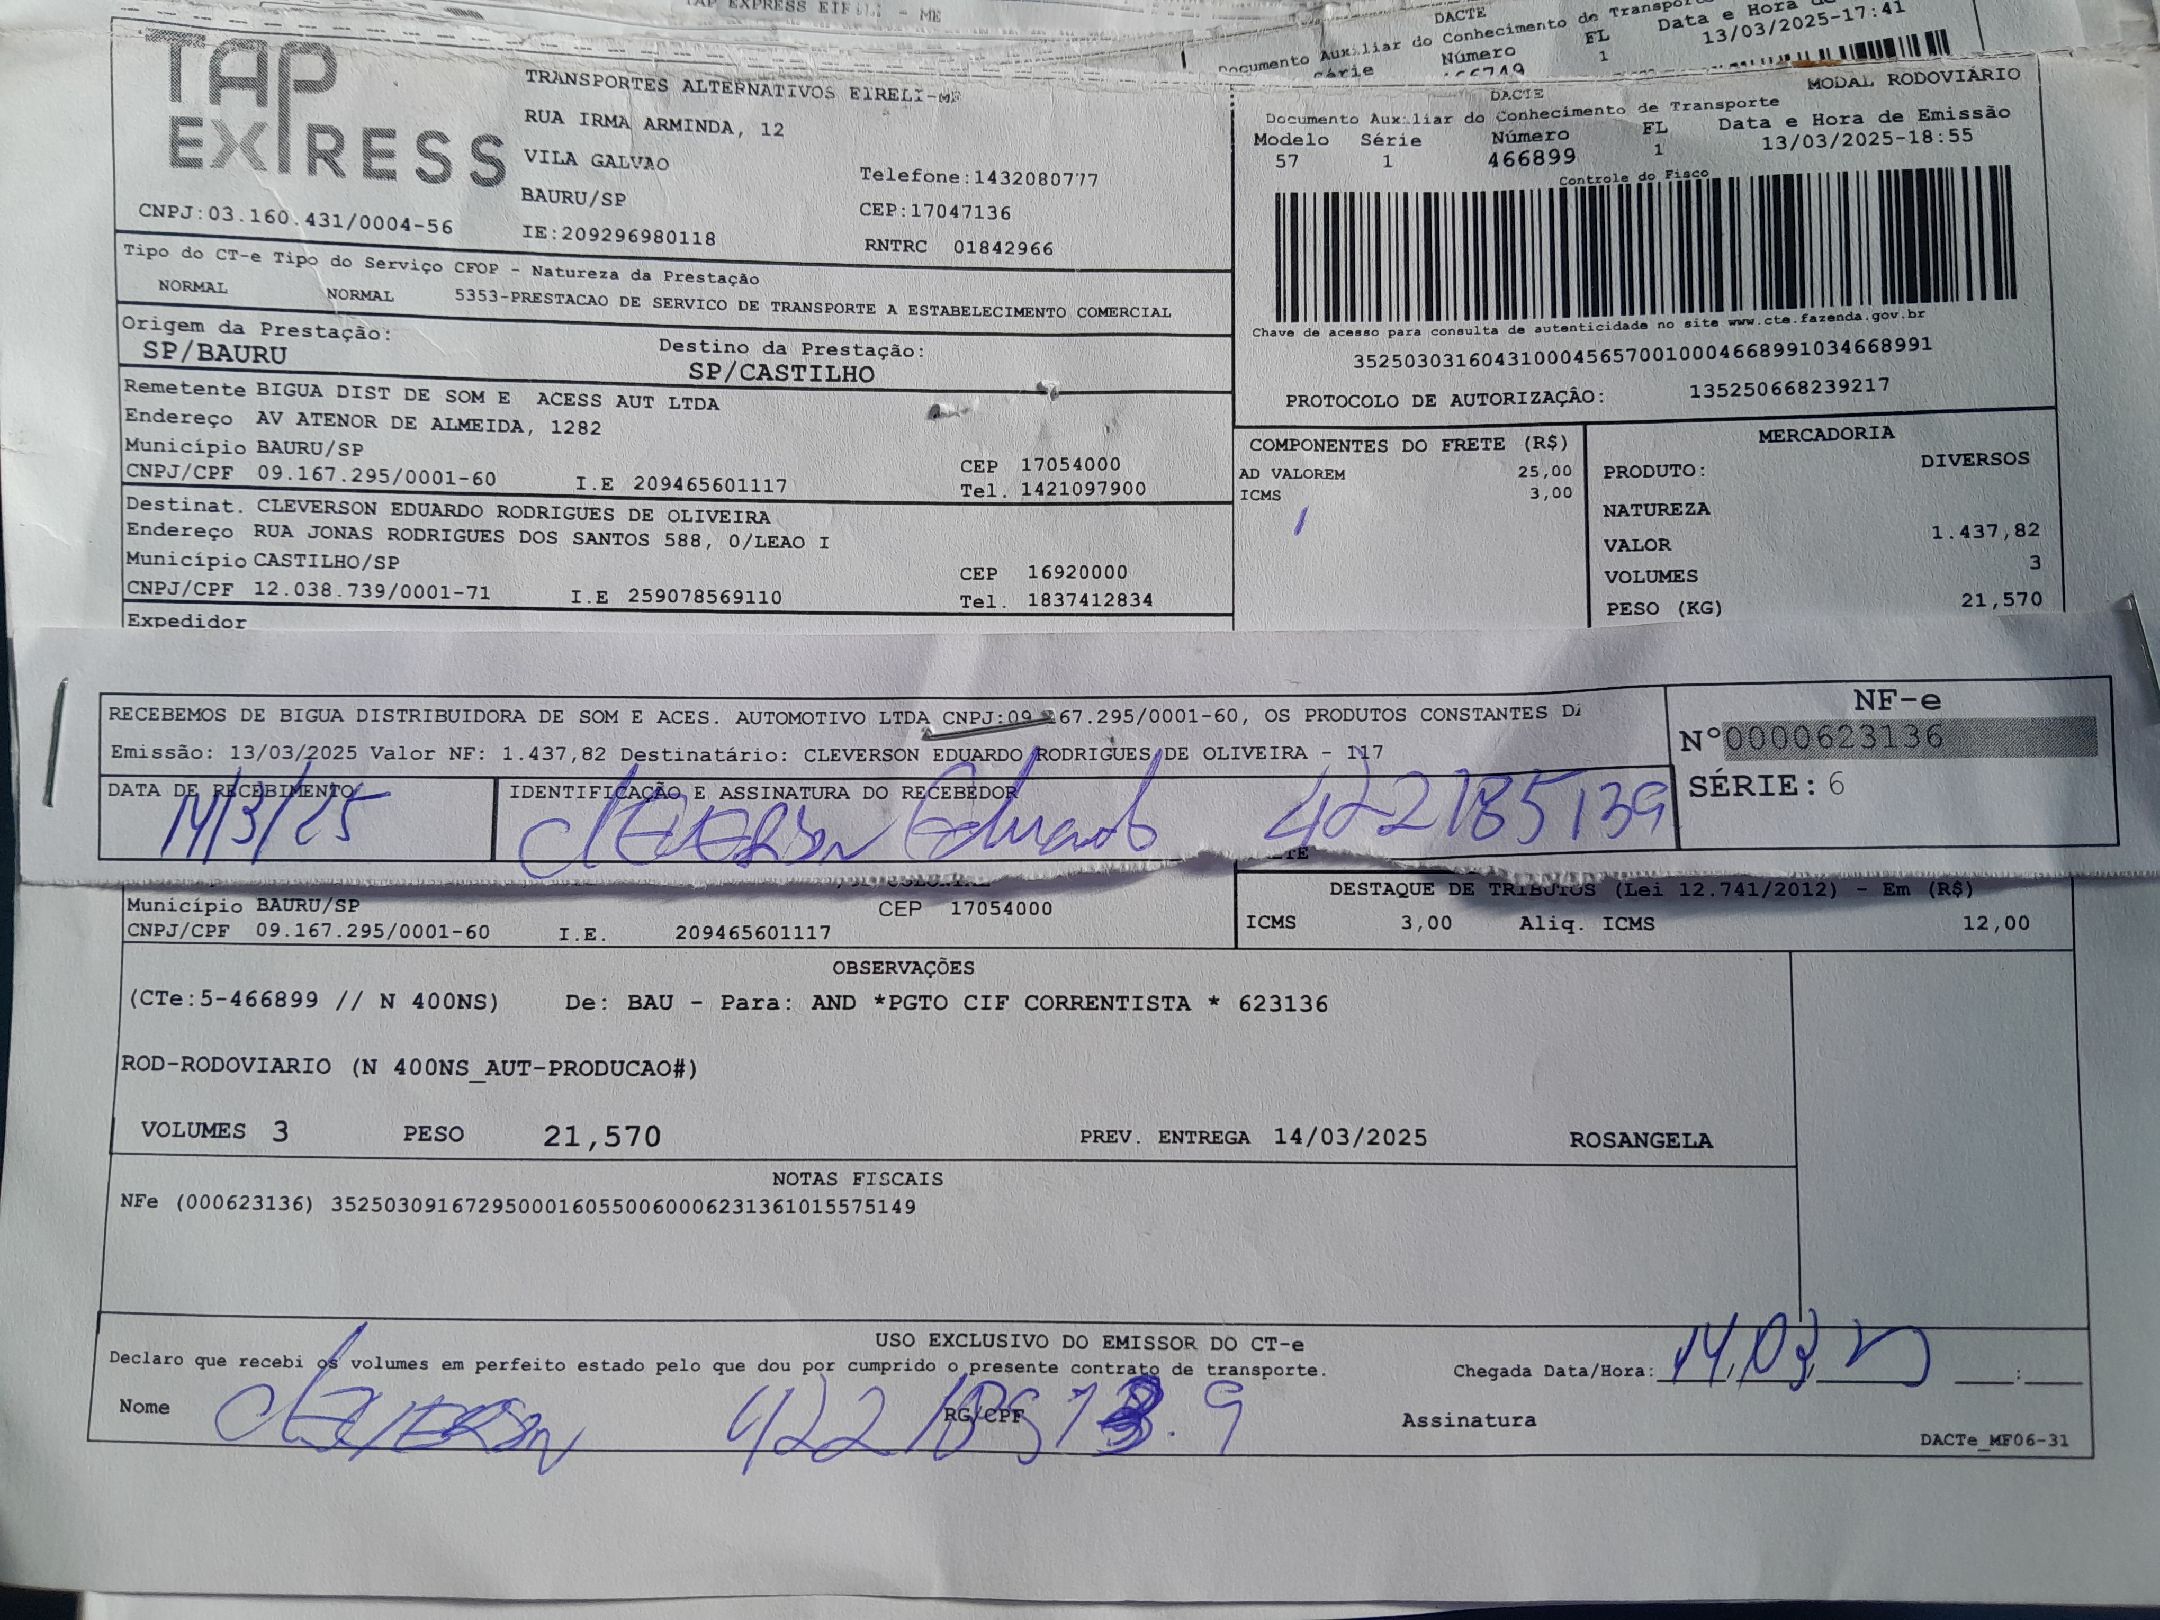 TAP EXPRESS EIRELI - ME
DACTE
Documento Auxiliar do Conhecimento de Transporte
Data e Hora de
Série
Número
FL
1
13/03/2025-17:41
TAP
EXPRESS
TRANSPORTES ALTERNATIVOS EIRELI-ME
RUA IRMA ARMINDA, 12
VILA GALVAO
Telefone:1432080777
BAURU/SP
CEP:17047136
CNPJ:03.160.431/0004-56
IE:209296980118
RNTRC 01842966
MODAL RODOVIÁRIO
DACTE
Documento Auxiliar do Conhecimento de Transporte
Modelo Série Número FL Data e Hora de Emissão
57 1 466899 1 13/03/2025-18:55
Controle do Fisco
Chave de acesso para consulta de autenticidade no site www.cte.fazenda.gov.br
35250303160431000456570010004668991034668991
PROTOCOLO DE AUTORIZAÇÃO: 135250668239217
Tipo do CT-e Tipo do Serviço CFOP - Natureza da Prestação
NORMAL NORMAL 5353-PRESTACAO DE SERVICO DE TRANSPORTE A ESTABELECIMENTO COMERCIAL
Origem da Prestação:
SP/BAURU
Destino da Prestação:
SP/CASTILHO
Remetente BIGUA DIST DE SOM E ACESS AUT LTDA
Endereço AV ATENOR DE ALMEIDA, 1282
Município BAURU/SP
CEP 17054000
CNPJ/CPF 09.167.295/0001-60 I.E 209465601117 Tel. 1421097900
Destinat. CLEVERSON EDUARDO RODRIGUES DE OLIVEIRA
Endereço RUA JONAS RODRIGUES DOS SANTOS 588, 0/LEAO I
Município CASTILHO/SP
CEP 16920000
CNPJ/CPF 12.038.739/0001-71 I.E 259078569110 Tel. 1837412834
Expedidor
COMPONENTES DO FRETE (R$)
AD VALOREM 25,00
ICMS 3,00
MERCADORIA
PRODUTO: DIVERSOS
NATUREZA
VALOR 1.437,82
VOLUMES 3
PESO (KG) 21,570
RECEBEMOS DE BIGUA DISTRIBUIDORA DE SOM E ACES. AUTOMOTIVO LTDA CNPJ:09 67.295/0001-60, OS PRODUTOS CONSTANTES
Emissão: 13/03/2025 Valor NF: 1.437,82 Destinatário: CLEVERSON EDUARDO RODRIGUES DE OLIVEIRA - 117
DATA DE RECEBIMENTO
14/3/25
IDENTIFICAÇÃO E ASSINATURA DO RECEBEDOR
CLEVERSON Eduardo 422185139
NF-e
Nº0000623136
SÉRIE: 6
Município BAURU/SP
CEP 17054000
CNPJ/CPF 09.167.295/0001-60 I.E. 209465601117
DESTAQUE DE TRIBUTOS (Lei 12.741/2012) - Em (R$)
ICMS 3,00 Aliq. ICMS 12,00
OBSERVAÇÕES
(CTe:5-466899 // N 400NS) De: BAU - Para: AND *PGTO CIF CORRENTISTA * 623136
ROD-RODOVIARIO (N 400NS_AUT-PRODUCAO#)
VOLUMES 3 PESO 21,570 PREV. ENTREGA 14/03/2025 ROSANGELA
NOTAS FISCAIS
NFe (000623136) 35250309167295000160550060006231361015575149
USO EXCLUSIVO DO EMISSOR DO CT-e
Declaro que recebi os volumes em perfeito estado pelo que dou por cumprido o presente contrato de transporte.
Chegada Data/Hora: 14,03, 25 :
Nome CLEVERSON RG/CPF 42218513.9 Assinatura
DACTe_MF06-31